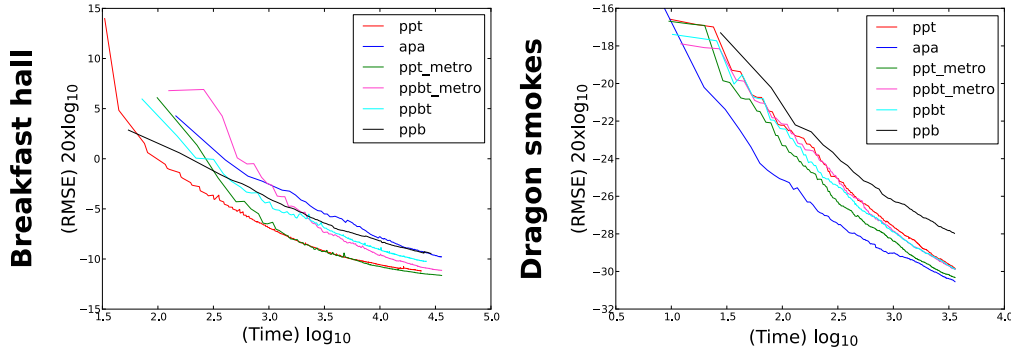 Breakfast hall
(RMSE) 20xlog10
15
10
5
0
−5
−10
−15
1.5
2.0
2.5
3.0
3.5
4.0
4.5
5.0
(Time) log10
ppt
apa
ppt_metro
ppbt_metro
ppbt
ppb
Dragon smokes
(RMSE) 20xlog10
−16
−18
−20
−22
−24
−26
−28
−30
−32
0.5
1.0
1.5
2.0
2.5
3.0
3.5
4.0
(Time) log10
ppt
apa
ppt_metro
ppbt_metro
ppbt
ppb